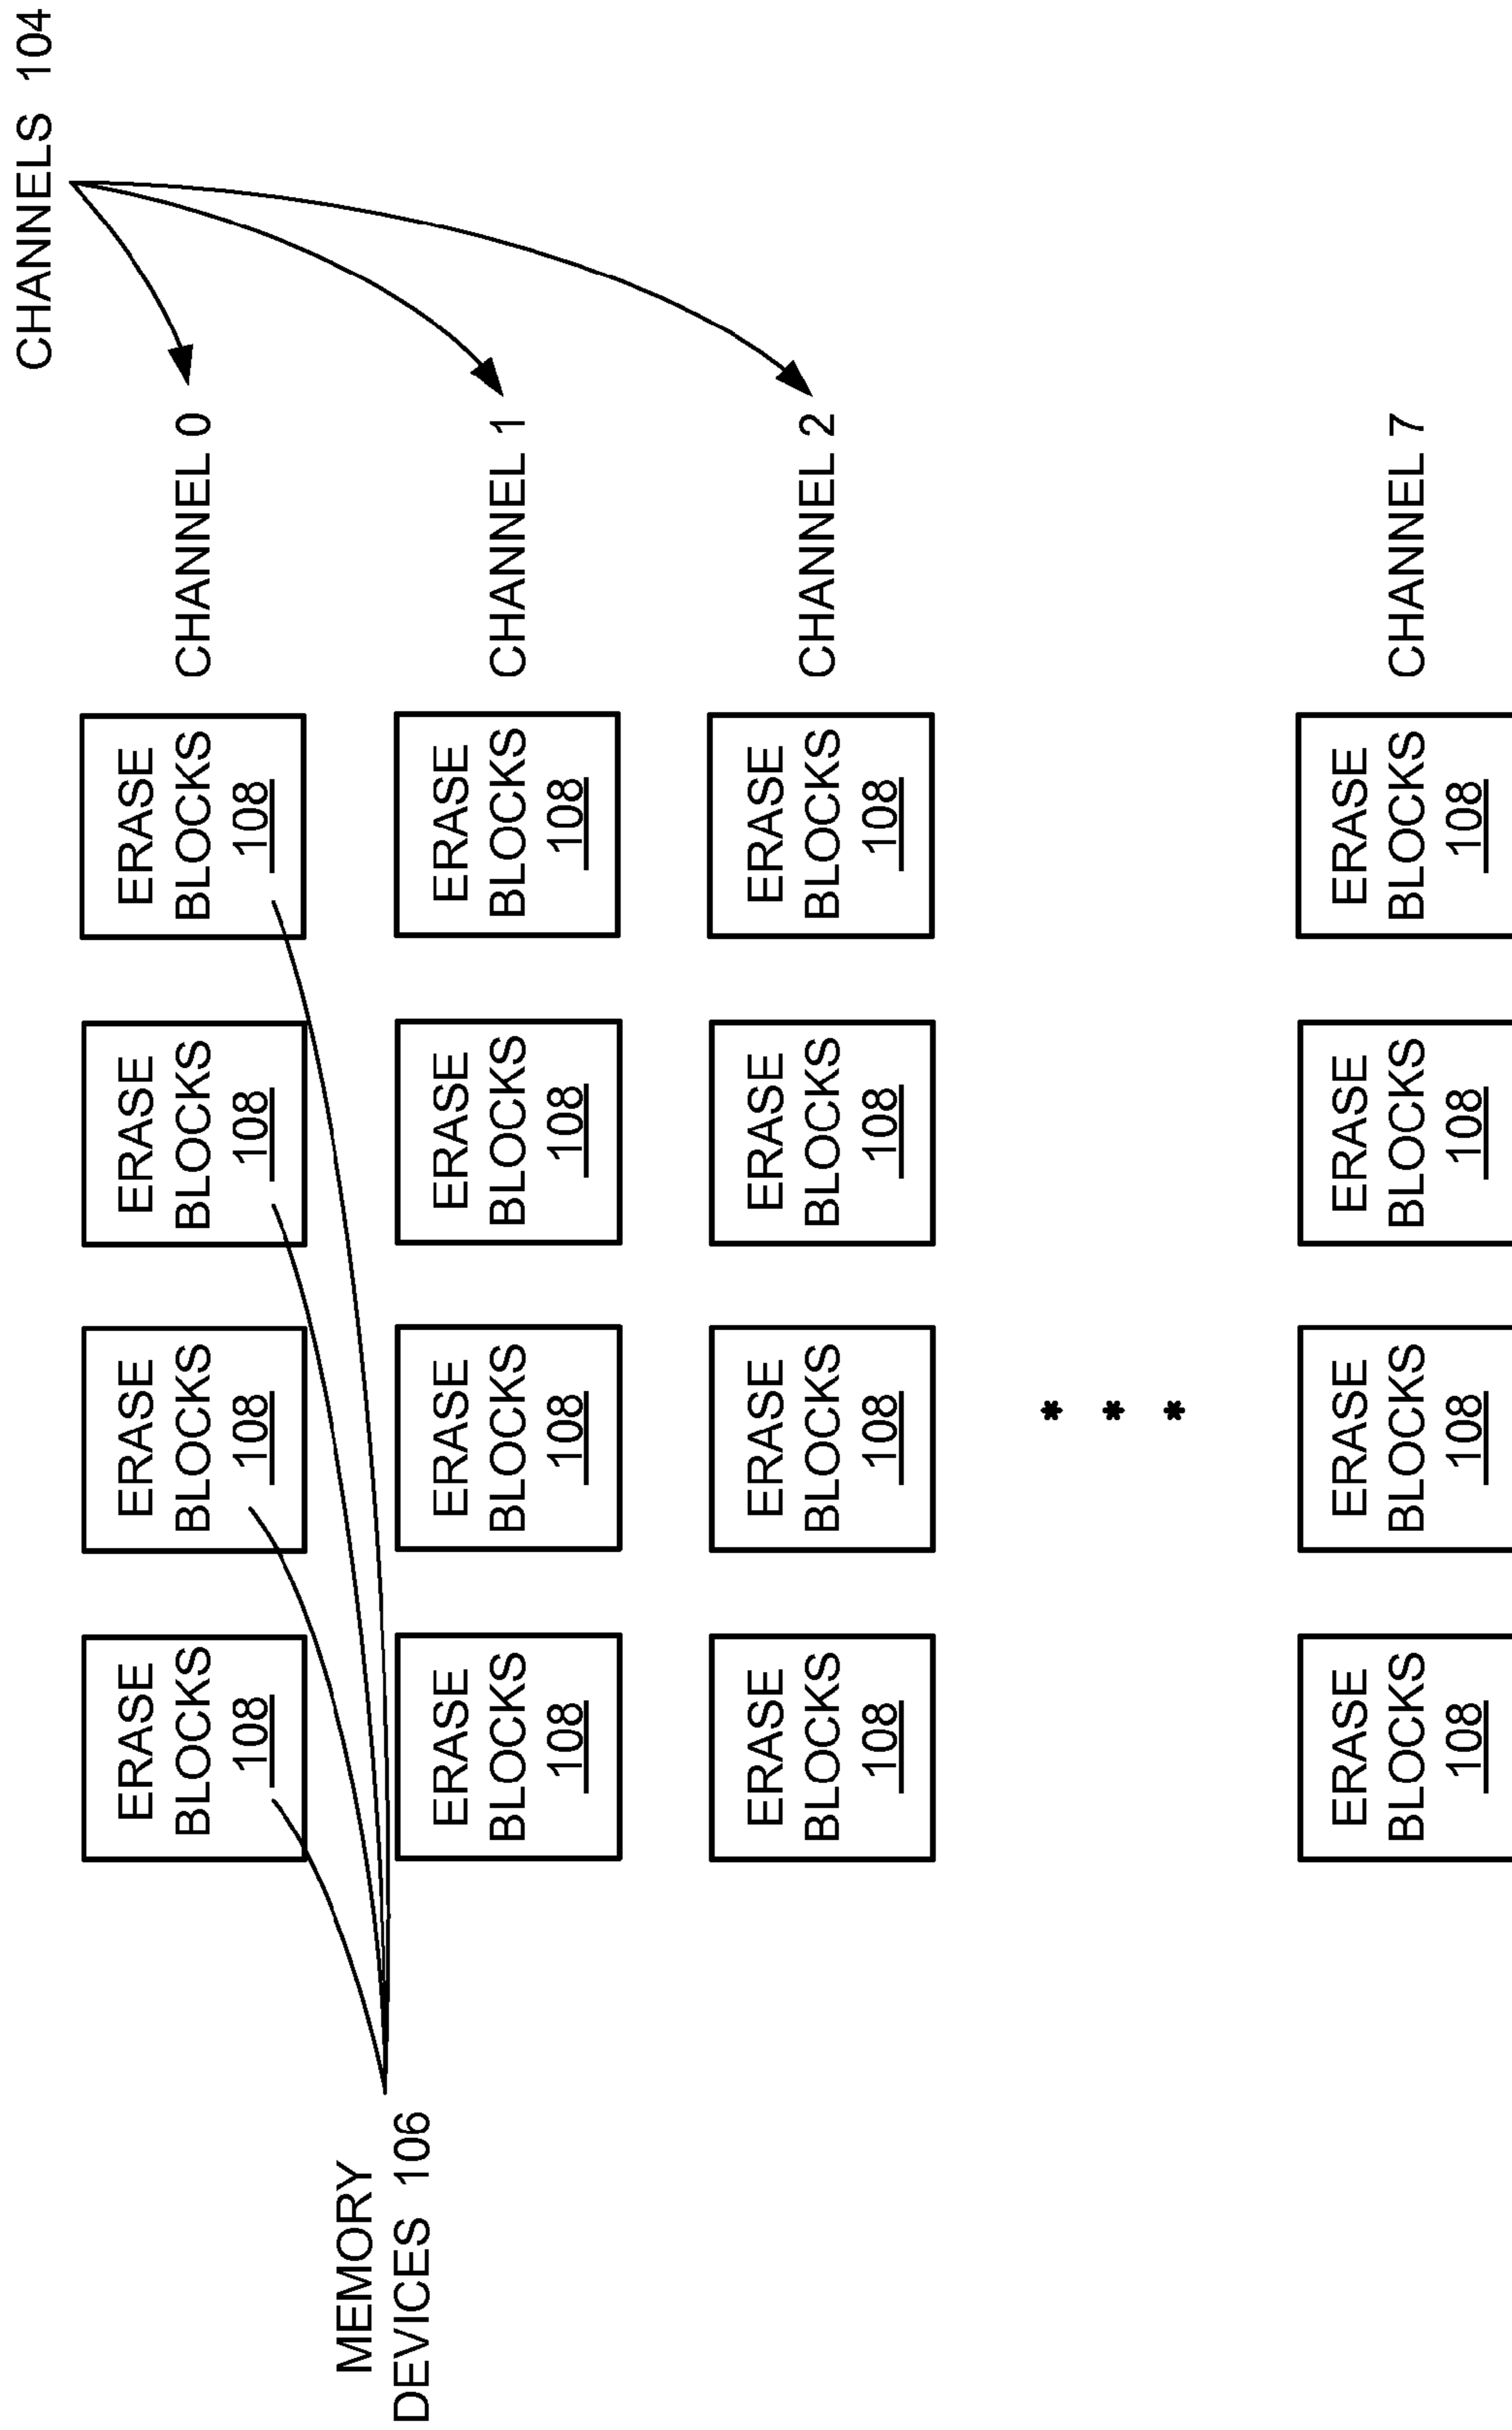 CHANNELS 104
MEMORY
DEVICES 106
ERASE
BLOCKS
108
ERASE
BLOCKS
108
ERASE
BLOCKS
108
ERASE
BLOCKS
108
CHANNEL 0
ERASE
BLOCKS
108
ERASE
BLOCKS
108
ERASE
BLOCKS
108
ERASE
BLOCKS
108
CHANNEL 1
ERASE
BLOCKS
108
ERASE
BLOCKS
108
ERASE
BLOCKS
108
ERASE
BLOCKS
108
CHANNEL 2
* * *
ERASE
BLOCKS
108
ERASE
BLOCKS
108
ERASE
BLOCKS
108
ERASE
BLOCKS
108
CHANNEL 7